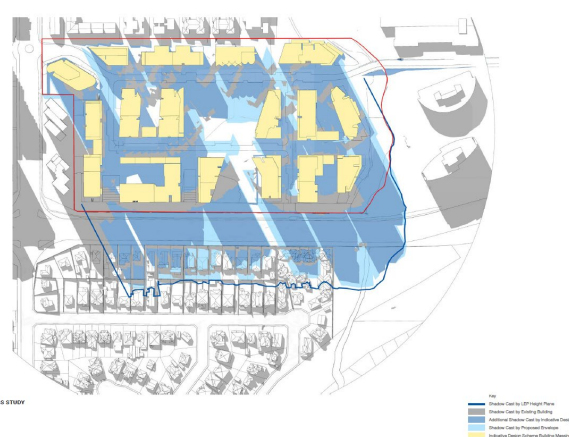 S STUDY
Key
Shadow Cast by LEP Height Plane
Shadow Cast by Existing Building
Additional Shadow Cast by Indicative Desi
Shadow Cast by Proposed Envelope
Indicative Design Scheme Building Massin